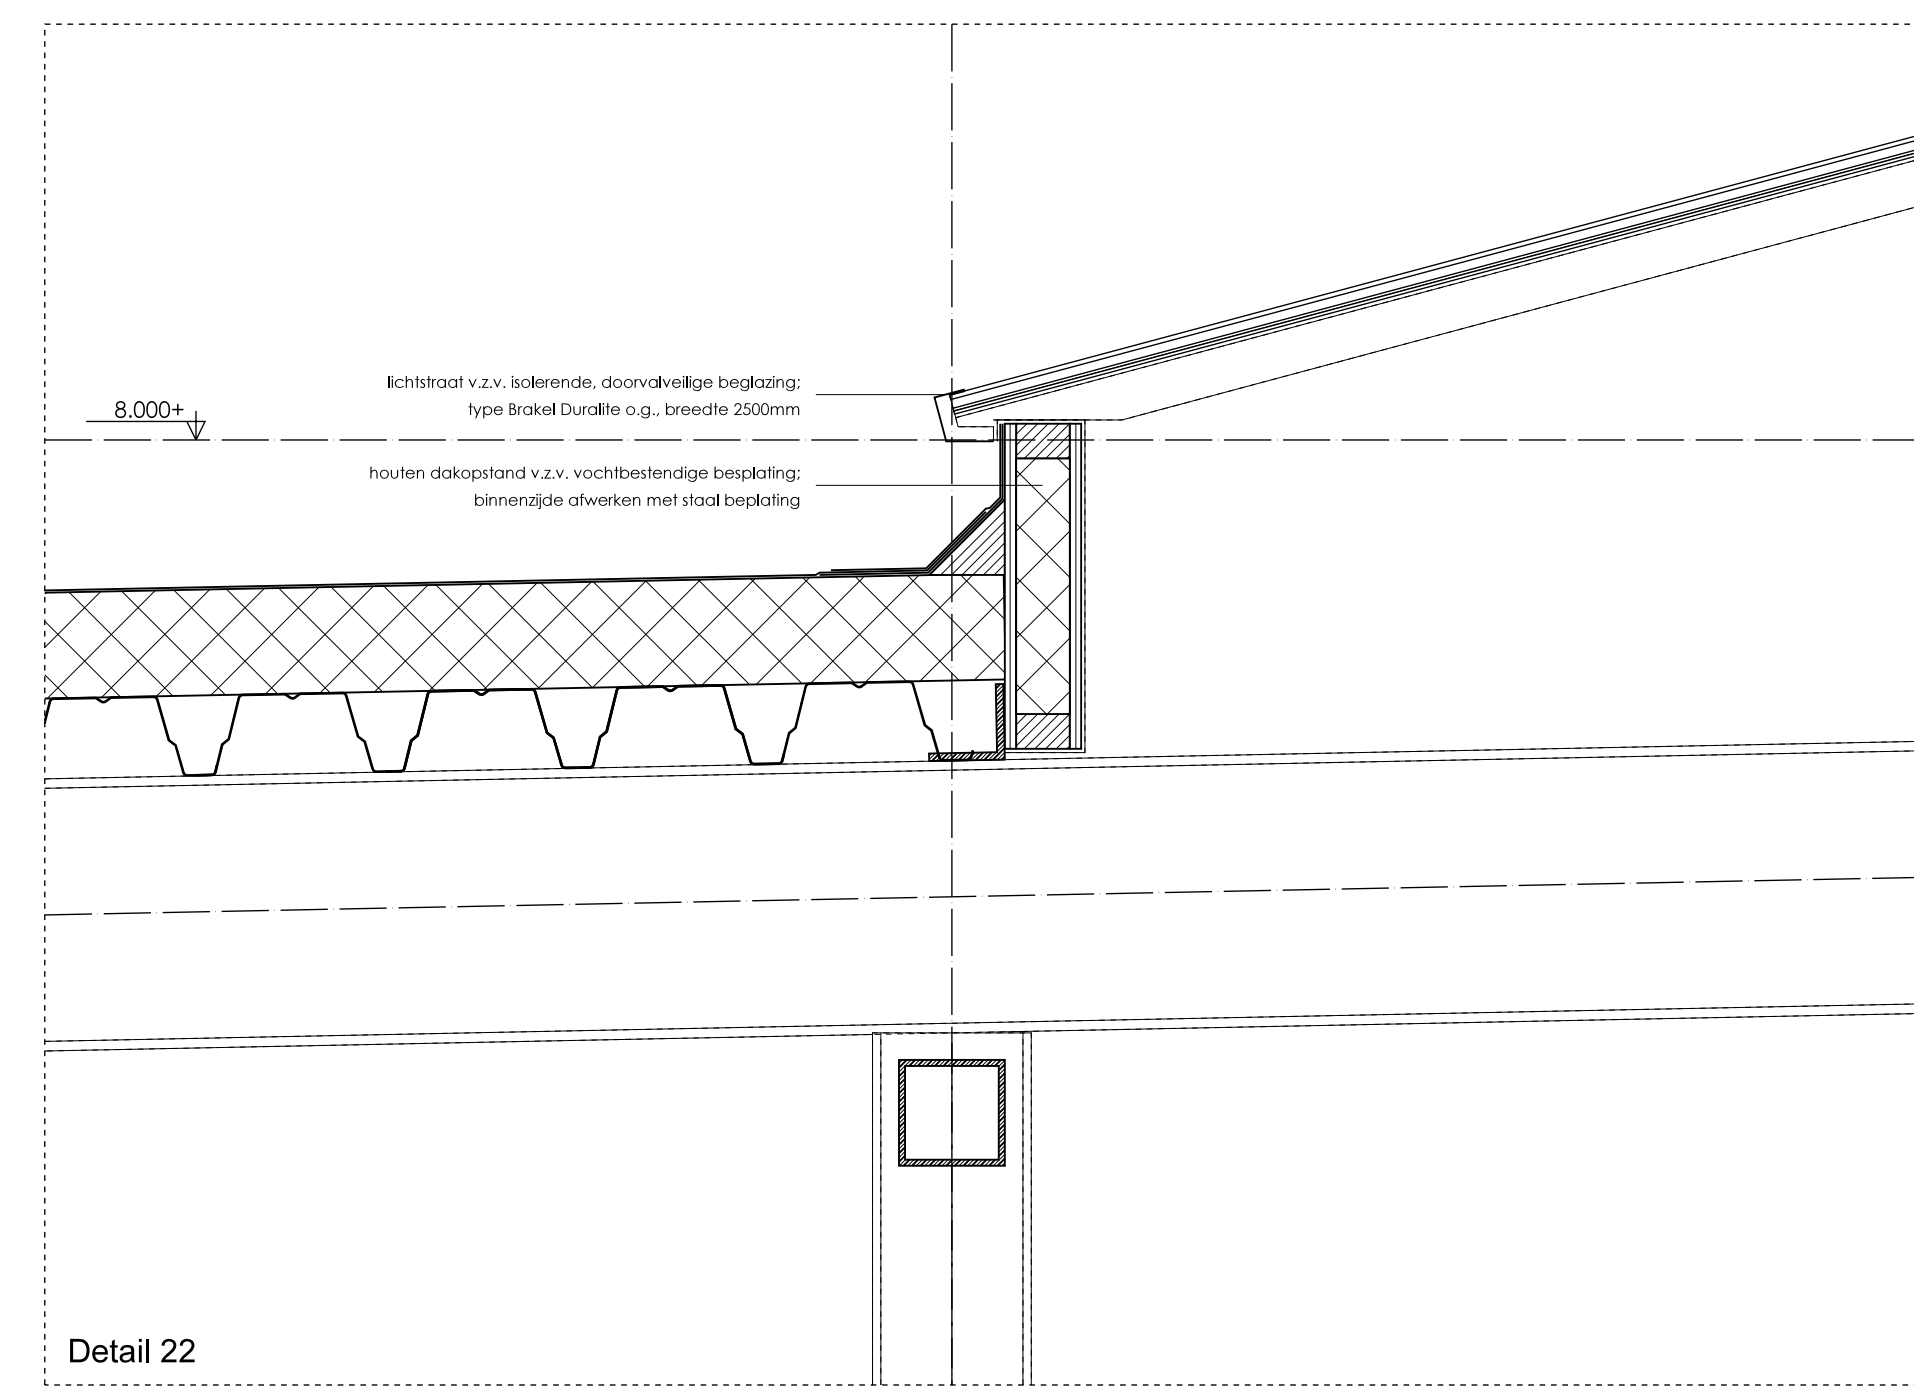 lichtstraat v.z.v. isolerende, doorvalveilige beglazing;
type Brakel Duralite o.g., breedte 2500mm
8.000+
houten dakopstand v.z.v. vochtbestendige besplating;
binnenzijde afwerken met staal beplating
Detail 22